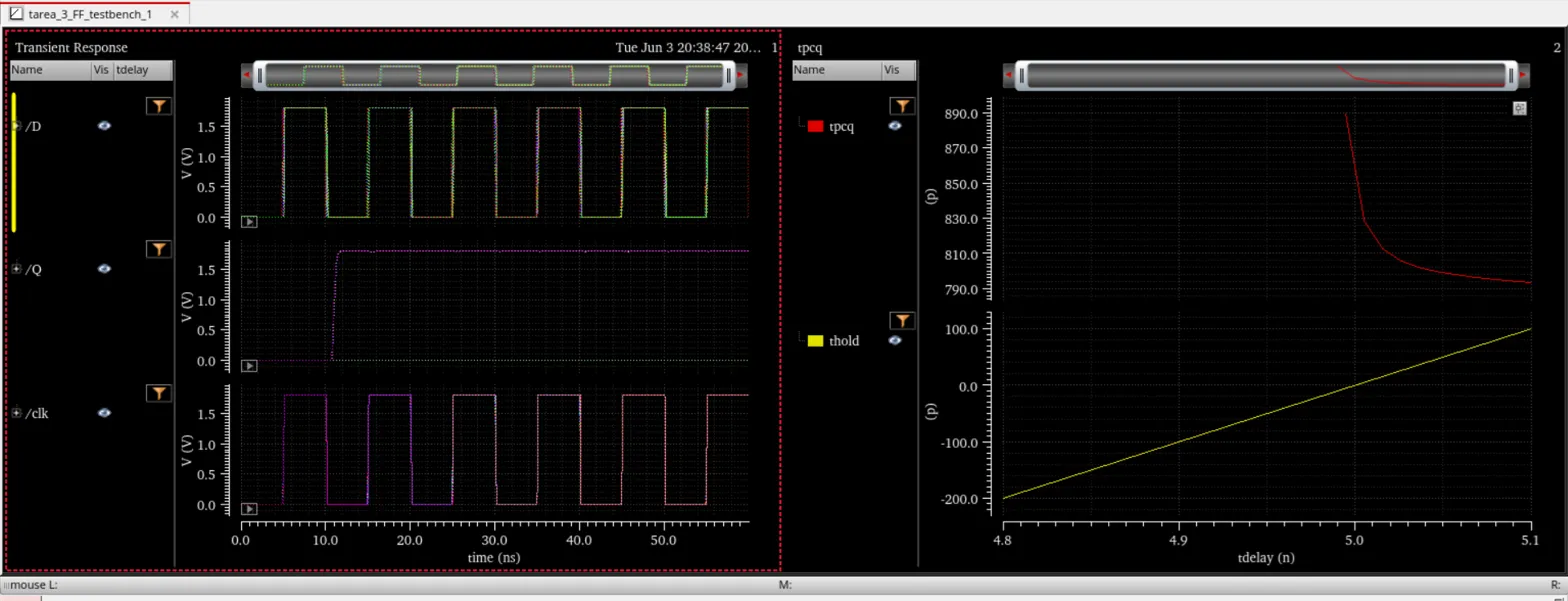 tarea_3_FF_testbench_1
Transient Response
Tue Jun 3 20:38:47 20... 1
Name Vis tdelay
/D
V (V)
1.5
1.0
0.5
0.0
/Q
V (V)
1.5
1.0
0.5
0.0
/clk
V (V)
1.5
1.0
0.5
0.0
0.0 10.0 20.0 30.0 40.0 50.0
time (ns)
tpcq 2
Name Vis
tpcq
(p)
890.0
870.0
850.0
830.0
810.0
790.0
thold
(p)
100.0
0.0
-100.0
-200.0
4.8 4.9 5.0 5.1
tdelay (n)
mouse L: M: R: